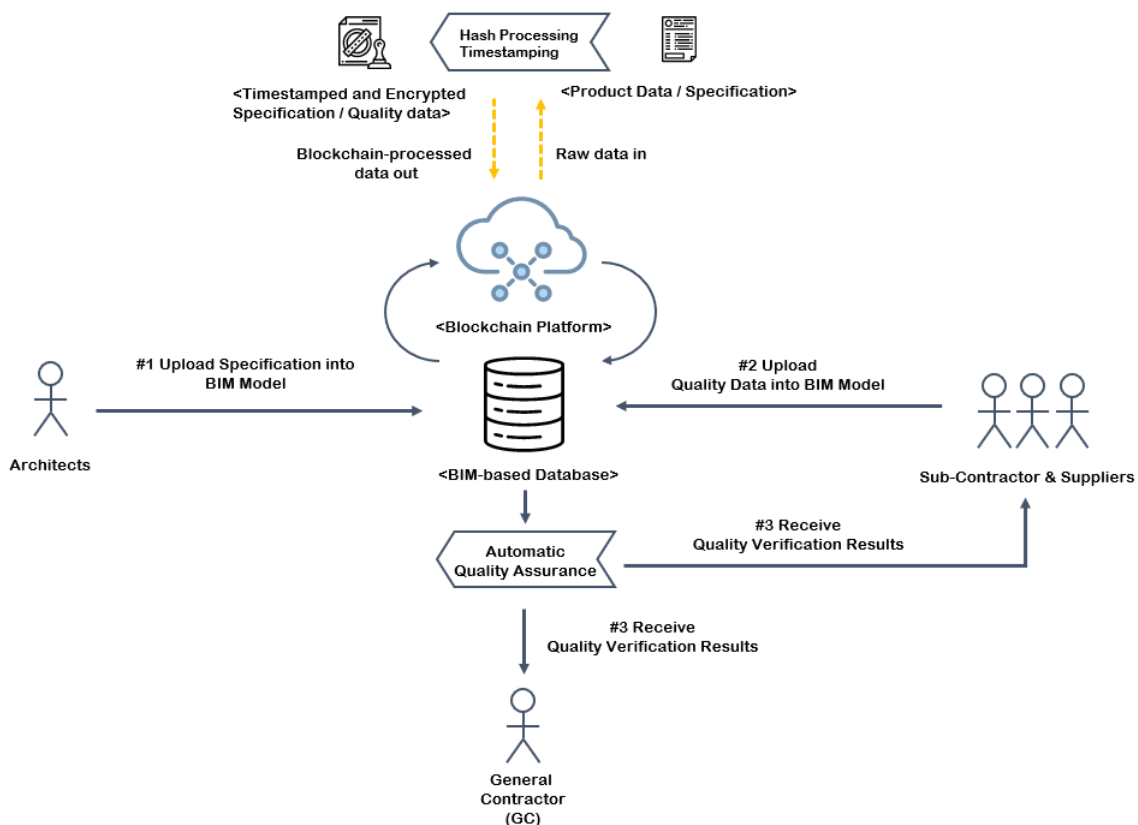 Hash Processing
Timestamping
<Timestamped and Encrypted
Specification / Quality data>
<Product Data / Specification>
Blockchain-processed
data out
Raw data in
<Blockchain Platform>
#1 Upload Specification into
BIM Model
#2 Upload
Quality Data into BIM Model
Architects
<BIM-based Database>
Sub-Contractor & Suppliers
#3 Receive
Quality Verification Results
Automatic
Quality Assurance
#3 Receive
Quality Verification Results
General
Contractor
(GC)